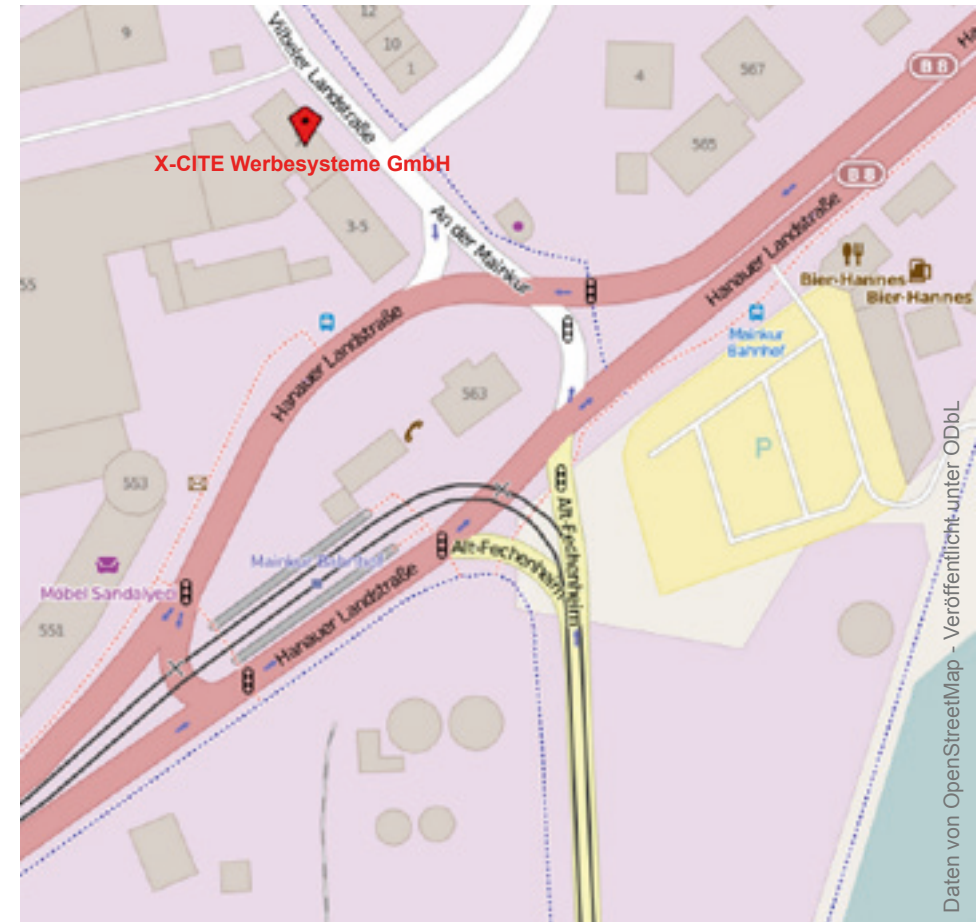 9
12
10
1
Vilbeler Landstraße
4
567
B 8
Ha
X-CITE Werbesysteme GmbH
565
B 8
3-5
An der Mainkur
Hanauer Landstraße
Bier-Hannes
Bier-Hannes
55
Hanauer Landstraße
Mainkur
Bahnhof
563
P
553
Alt-Fechenheim
Alt-Fechenheim
Mainkur Bahnhof
Möbel Sandalyeci
Hanauer Landstraße
551
Daten von OpenStreetMap - Veröffentlicht unter ODbL